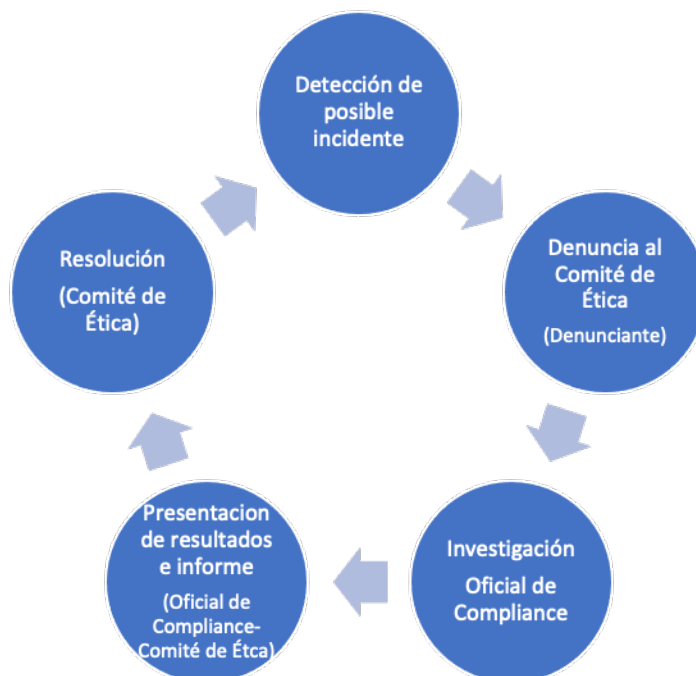 Detección de
posible
incidente
Denuncia al
Comité de
Ética
(Denunciante)
Investigación
Oficial de
Compliance
Presentacion
de resultados
e informe
(Oficial de
Compliance-
Comité de Étca)
Resolución
(Comité de
Ética)